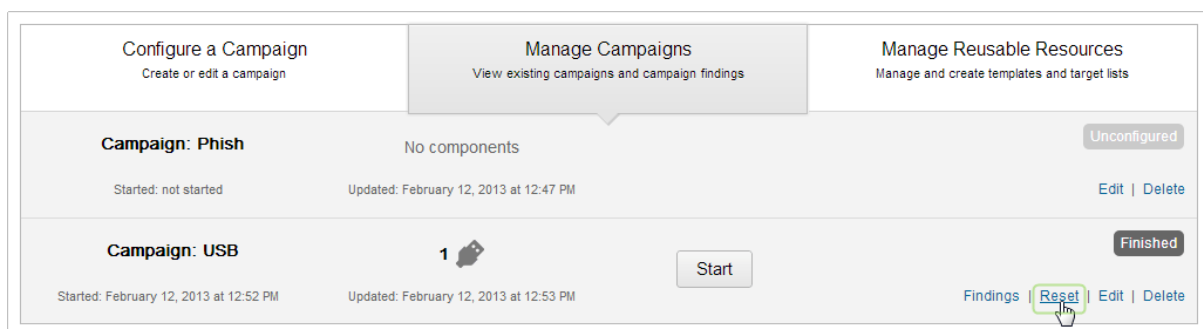 Configure a Campaign
Create or edit a campaign
Manage Campaigns
View existing campaigns and campaign findings
Manage Reusable Resources
Manage and create templates and target lists
Campaign: Phish
No components
Unconfigured
Started: not started
Updated: February 12, 2013 at 12:47 PM
Edit | Delete
Campaign: USB
1
Start
Finished
Started: February 12, 2013 at 12:52 PM
Updated: February 12, 2013 at 12:53 PM
Findings | Reset | Edit | Delete